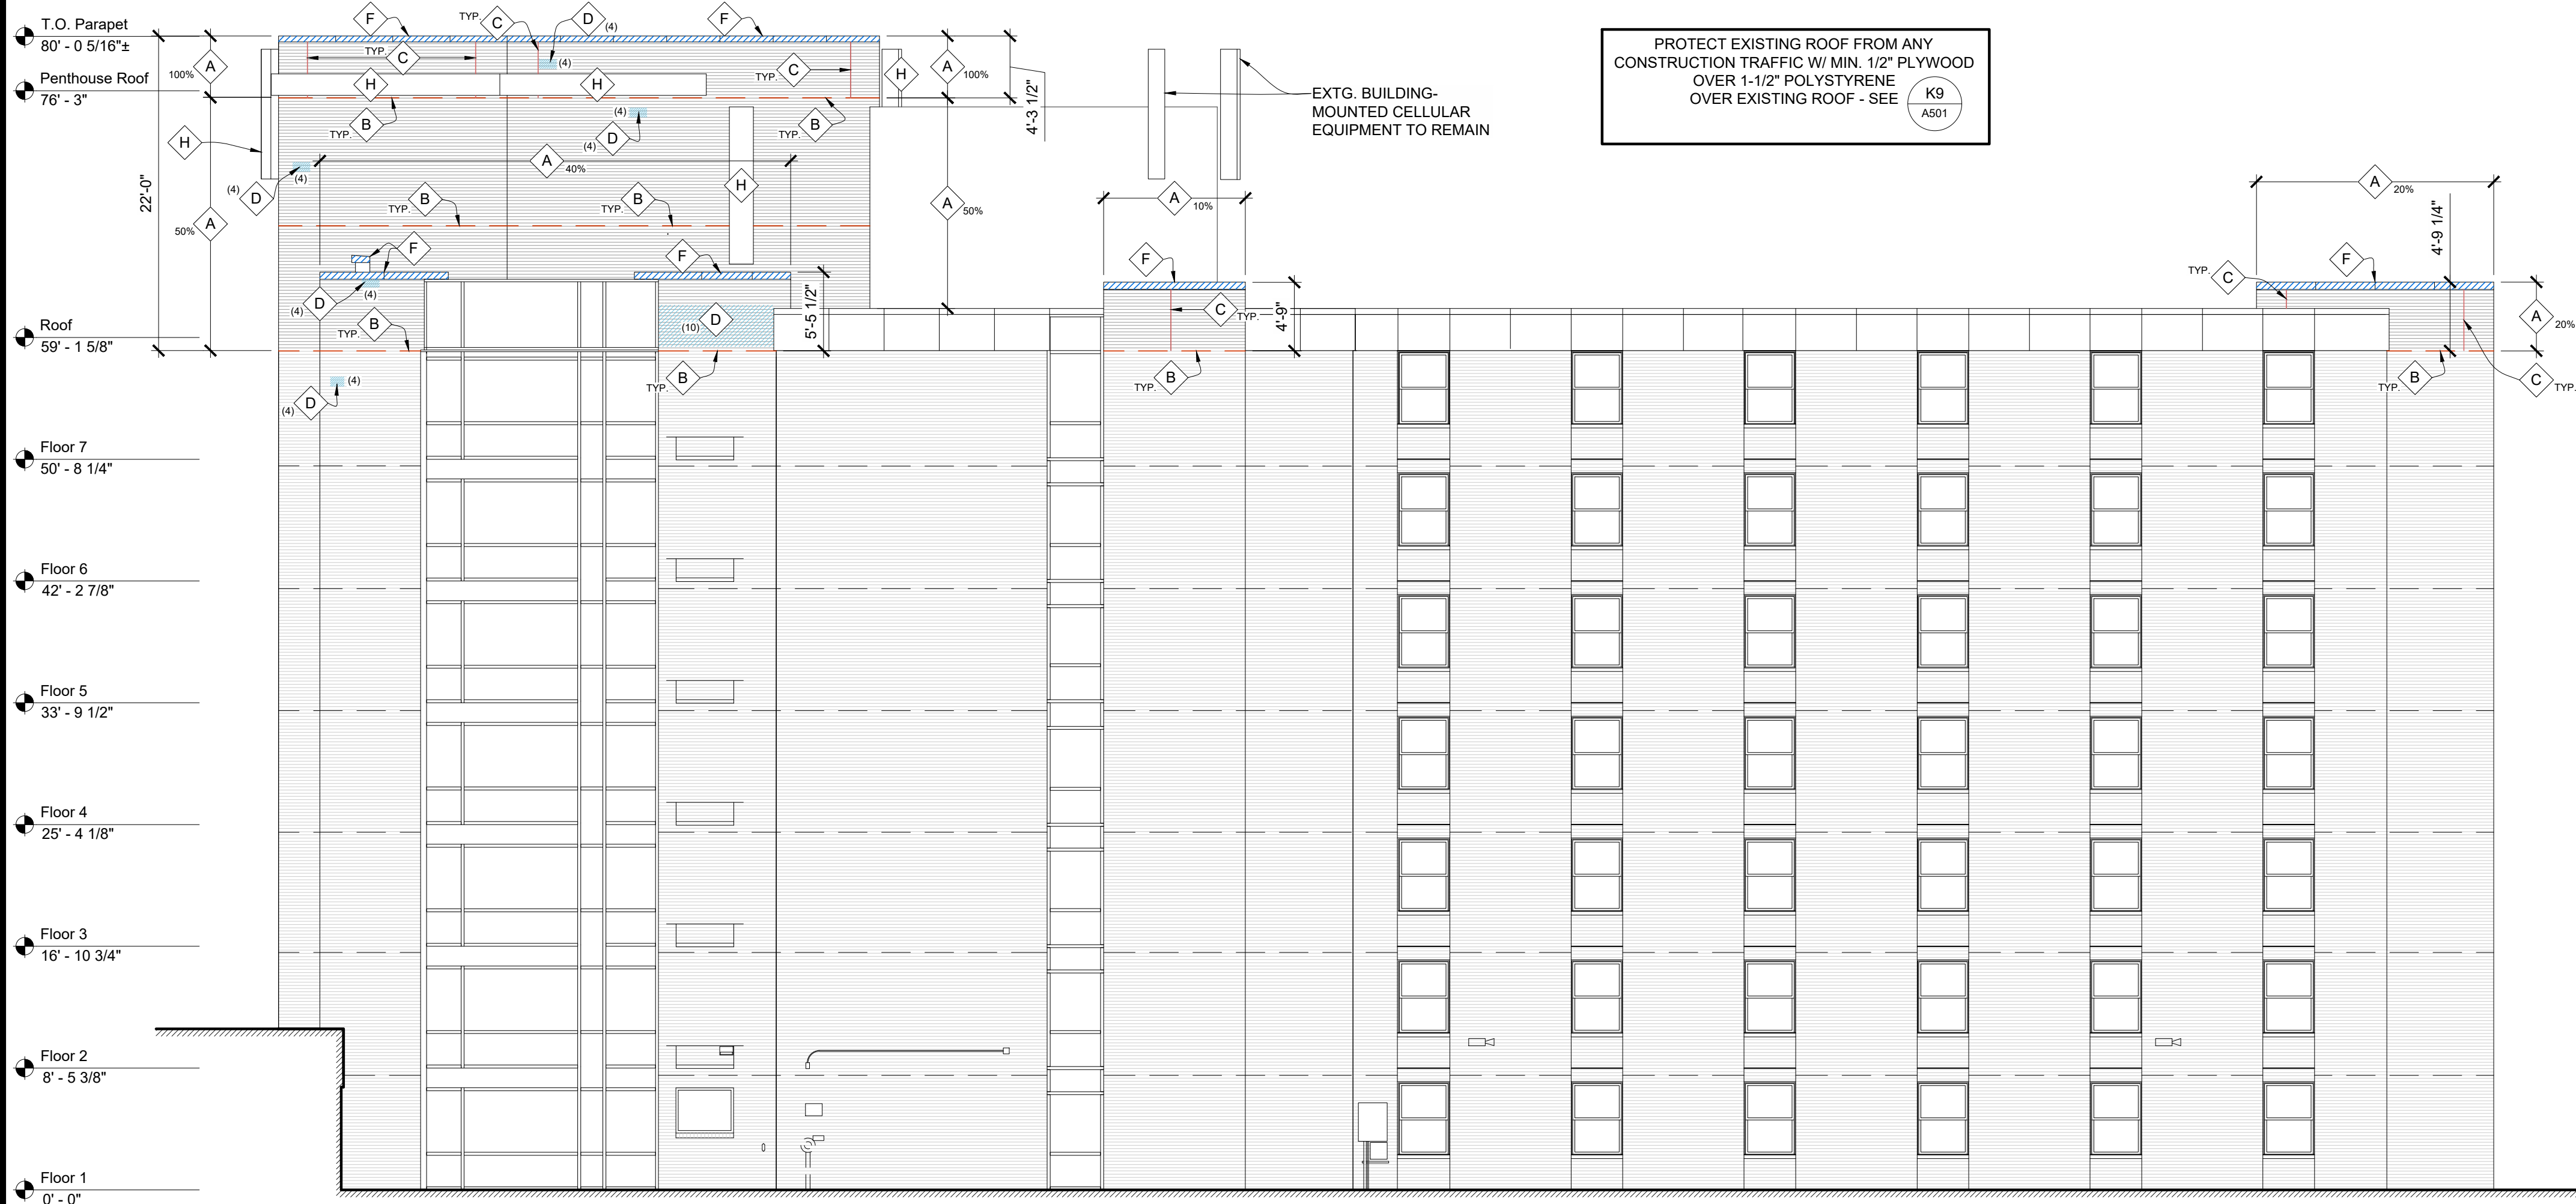 T.O. Parapet
80' - 0 5/16"±
Penthouse Roof
76' - 3"
Roof
59' - 1 5/8"
Floor 7
50' - 8 1/4"
Floor 6
42' - 2 7/8"
Floor 5
33' - 9 1/2"
Floor 4
25' - 4 1/8"
Floor 3
16' - 10 3/4"
Floor 2
8' - 5 3/8"
Floor 1
0' - 0"
F
TYP. C
D (4)
F
TYP.
C
(4)
TYP. C
100% A
H
H
H
A 100%
4'-3 1/2"
TYP. B
(4)
D
(4)
TYP. B
H
22'-0"
A 40%
(4)
(4) D
H
50% A
TYP. B
TYP. B
A 50%
F
F
(4) D
(4)
TYP. B
(10) D
5'-5 1/2"
TYP. B
(4)
(4) D
EXTG. BUILDING-
MOUNTED CELLULAR
EQUIPMENT TO REMAIN
A 10%
F
C TYP.
4'-9"
TYP. B
PROTECT EXISTING ROOF FROM ANY
CONSTRUCTION TRAFFIC W/ MIN. 1/2" PLYWOOD
OVER 1-1/2" POLYSTYRENE
OVER EXISTING ROOF - SEE
K9
A501
A 20%
4'-9 1/4"
TYP. C
F
A 20%
TYP. B
C TYP.